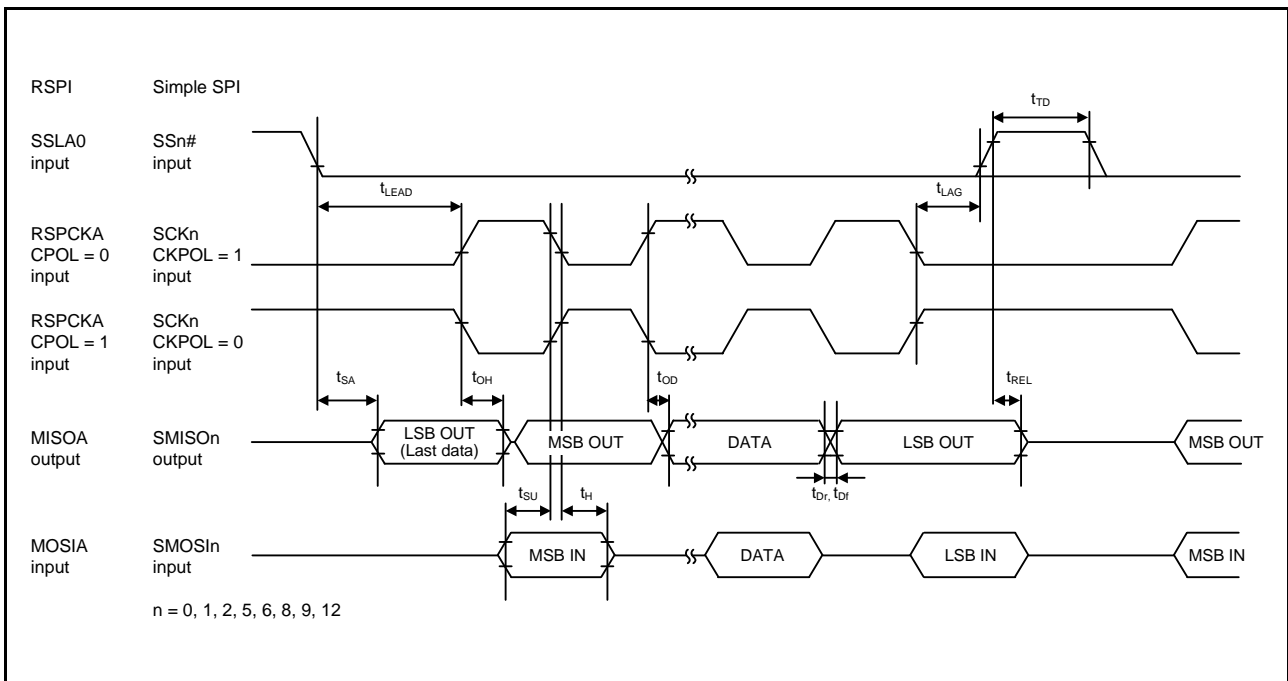 RSPI Simple SPI
tTD
SSLA0 SSn#
input input
tLEAD tLAG
RSPCKA SCKn
CPOL = 0 CKPOL = 1
input input
RSPCKA SCKn
CPOL = 1 CKPOL = 0
input input
tSA tOH tOD tREL
MISOA SMISOn
output output
LSB OUT
(Last data)
MSB OUT DATA LSB OUT MSB OUT
tSU tH tDr, tDf
MOSIA SMOSIn
input input
MSB IN DATA LSB IN MSB IN
n = 0, 1, 2, 5, 6, 8, 9, 12